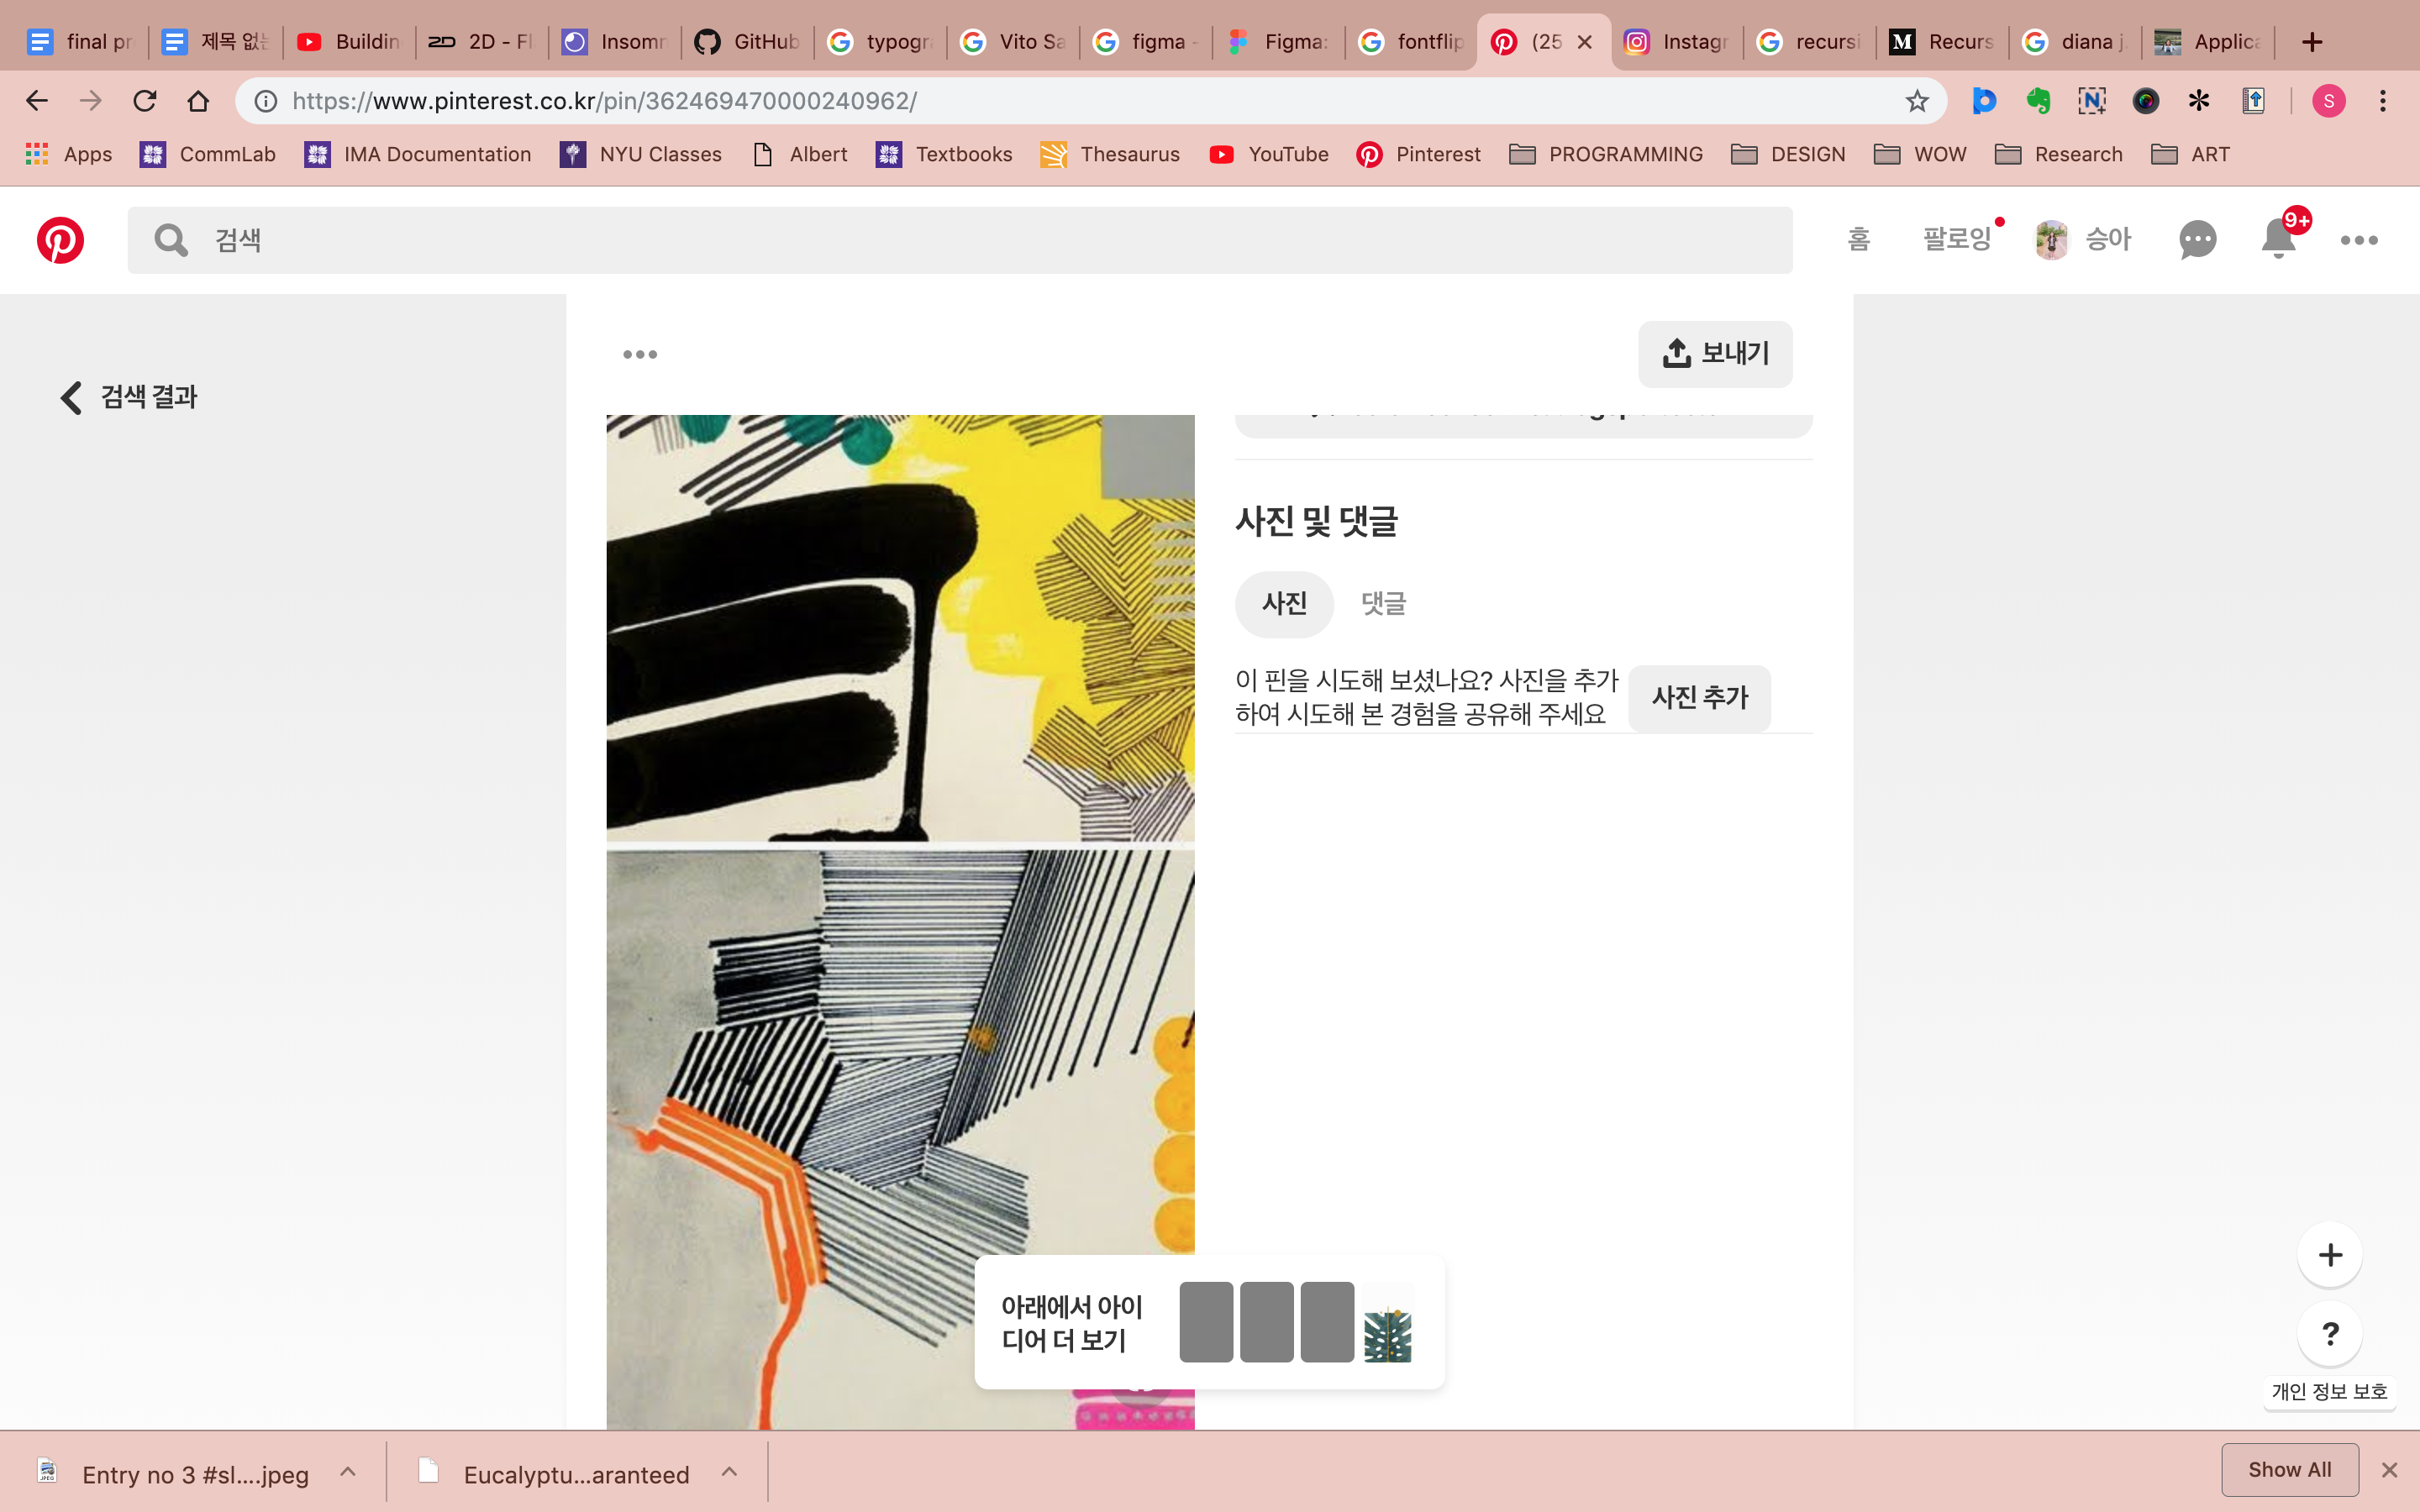 final pr
제목 없는
Buildin
2D - Fl
Insomn
GitHub
typogra
Vito Sa
figma -
Figma:
fontflip
(25
Instagr
recursi
Recurs
diana j
Applica
https://www.pinterest.co.kr/pin/362469470000240962/
S
Apps
CommLab
IMA Documentation
NYU Classes
Albert
Textbooks
Thesaurus
YouTube
Pinterest
PROGRAMMING
DESIGN
WOW
Research
ART
검색
홈
팔로잉
승아
9+
검색 결과
보내기
사진 및 댓글
사진
댓글
이 핀을 시도해 보셨나요? 사진을 추가
하여 시도해 본 경험을 공유해 주세요
사진 추가
아래에서 아이
디어 더 보기
?
개인 정보 보호
Entry no 3 #sl....jpeg
Eucalyptu...aranteed
Show All